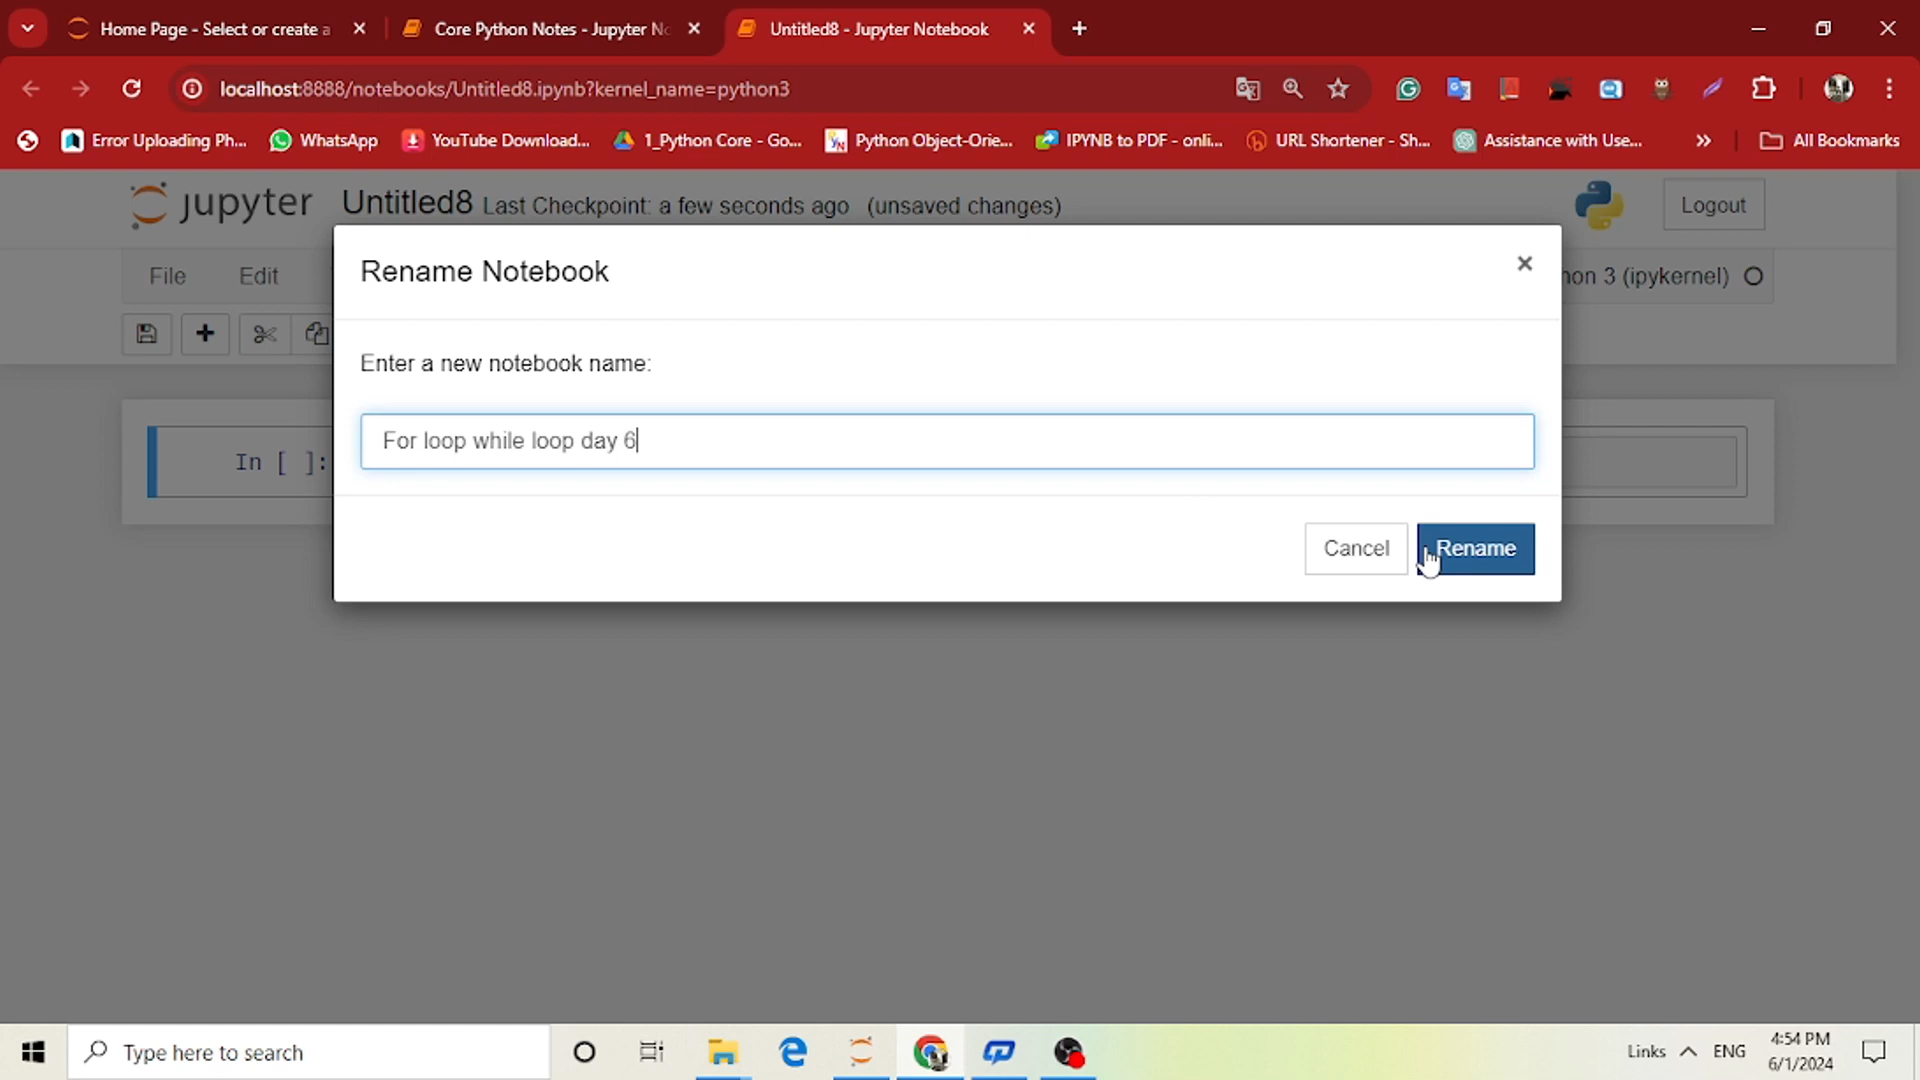 Home Page - Select or create a
Core Python Notes - Jupyter No
Untitled8 - Jupyter Notebook
localhost:8888/notebooks/Untitled8.ipynb?kernel_name=python3
Error Uploading Ph...
WhatsApp
YouTube Download...
1_Python Core - Go...
Python Object-Orie...
IPYNB to PDF - onli...
URL Shortener - Sh...
Assistance with Use...
All Bookmarks
jupyter Untitled8 Last Checkpoint: a few seconds ago (unsaved changes)
Logout
File Edit
hon 3 (ipykernel)
Rename Notebook
Enter a new notebook name:
For loop while loop day 6
In [ ]:
Cancel
Rename
Type here to search
Links
ENG
4:54 PM
6/1/2024